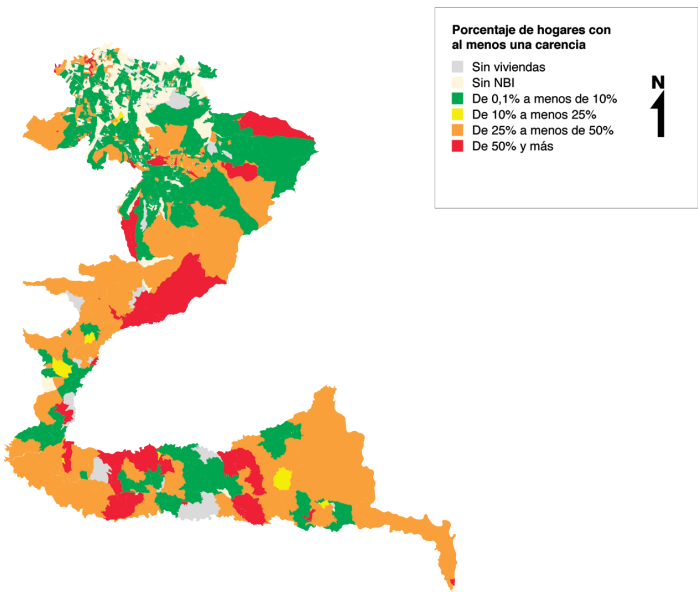 Porcentaje de hogares con
al menos una carencia
Sin viviendas
Sin NBI
De 0,1% a menos de 10%
De 10% a menos 25%
De 25% a menos de 50%
De 50% y más
N